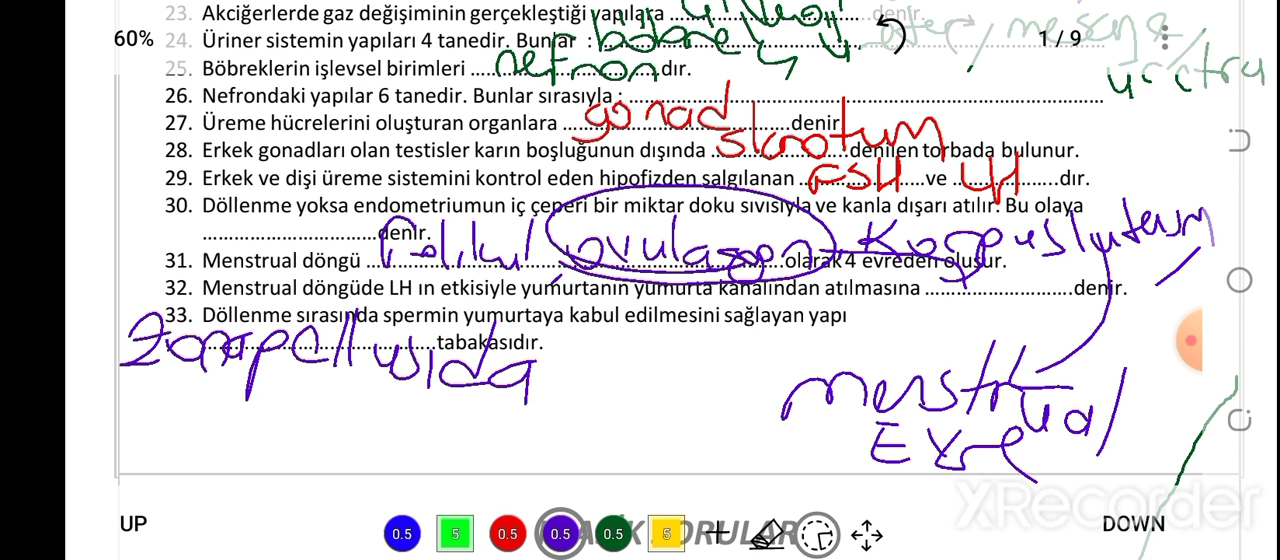 23. Akciğerlerde gaz değişiminin gerçekleştiği yapılara ........ denir.
60% 24. Üriner sistemin yapıları 4 tanedir. Bunlar : böbre üreter, mesane 1 / 9
üretra
25. Böbreklerin işlevsel birimleri nefron dır.
26. Nefrondaki yapılar 6 tanedir. Bunlar sırasıyla : ........
27. Üreme hücrelerini oluşturan organlara gonad denir
28. Erkek gonadları olan testisler karın boşluğunun dışında skrotum denilen torbada bulunur.
29. Erkek ve dişi üreme sistemini kontrol eden hipofizden salgılanan FSH ve LH dır.
30. Döllenme yoksa endometriumun iç çeperi bir miktar doku sıvısıyla ve kanla dışarı atılır. Bu olaya
........ denir.
31. Menstrual döngü Folikul ovulasyon olarak 4 evreden oluşur.
32. Menstrual döngüde LH ın etkisiyle yumurtanın yumurta kanalından atılmasına ........ denir.
33. Döllenme sırasında spermin yumurtaya kabul edilmesini sağlayan yapı
zonapellusida tabakasıdır.
menstrual
Evre
XRecorder
UP
0.5 5 0.5 0.5 0.5 5
DOWN